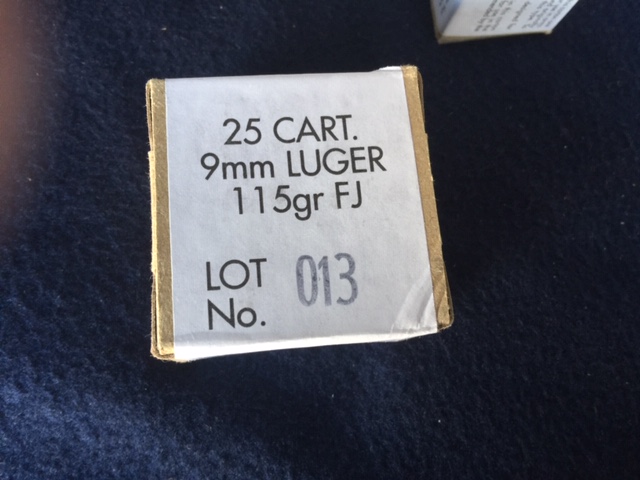 25 CART.
9mm LUGER
115gr FJ
LOT 013
No.